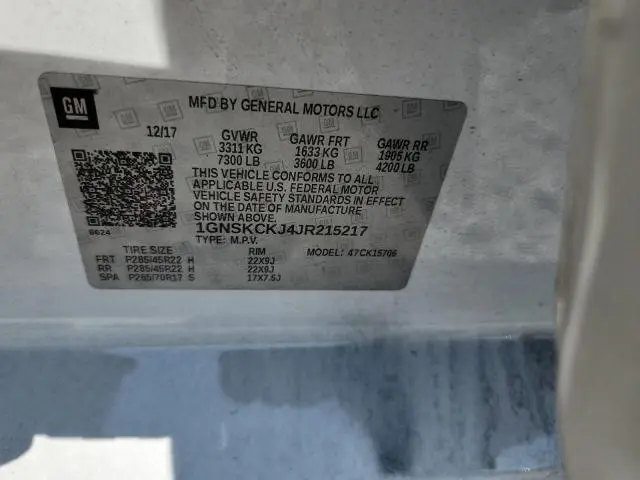 GM
MFD BY GENERAL MOTORS LLC
12/17 GVWR GAWR FRT GAWR RR
3311 KG 1633 KG 1905 KG
7300 LB 3600 LB 4200 LB
THIS VEHICLE CONFORMS TO ALL
APPLICABLE U.S. FEDERAL MOTOR
VEHICLE SAFETY STANDARDS IN EFFECT
ON THE DATE OF MANUFACTURE
SHOWN ABOVE.
8624 1GNSKCKJ4JR215217
TYPE: M.P.V. MODEL: 47CK15706
TIRE SIZE RIM
FRT P285/45R22 H 22X9J
RR P285/45R22 H 22X9J
SPA P265/70R17 S 17X7.5J